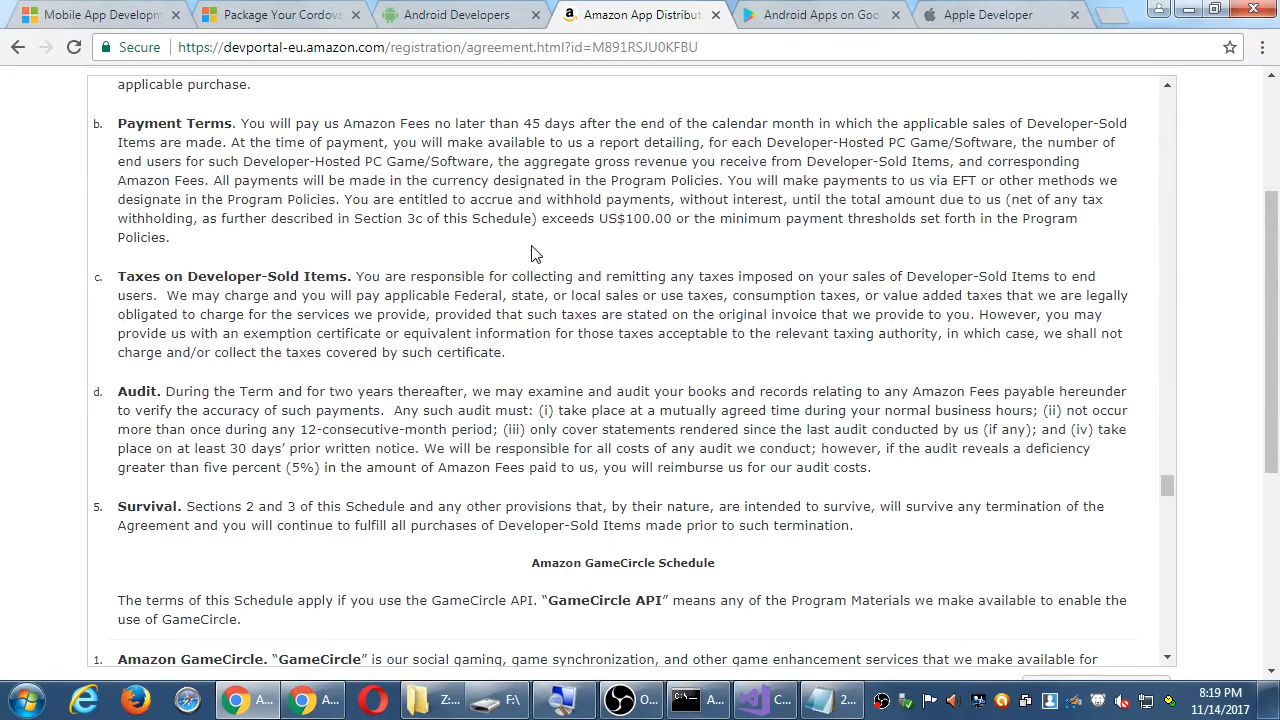 Mobile App Developm
Package Your Cordova
Android Developers
Amazon App Distribut
Android Apps on Goo
Apple Developer
Secure
https://devportal-eu.amazon.com/registration/agreement.html?id=M891RSJU0KFBU
applicable purchase.
b. Payment Terms. You will pay us Amazon Fees no later than 45 days after the end of the calendar month in which the applicable sales of Developer-Sold
Items are made. At the time of payment, you will make available to us a report detailing, for each Developer-Hosted PC Game/Software, the number of
end users for such Developer-Hosted PC Game/Software, the aggregate gross revenue you receive from Developer-Sold Items, and corresponding
Amazon Fees. All payments will be made in the currency designated in the Program Policies. You will make payments to us via EFT or other methods we
designate in the Program Policies. You are entitled to accrue and withhold payments, without interest, until the total amount due to us (net of any tax
withholding, as further described in Section 3c of this Schedule) exceeds US$100.00 or the minimum payment thresholds set forth in the Program
Policies.
c. Taxes on Developer-Sold Items. You are responsible for collecting and remitting any taxes imposed on your sales of Developer-Sold Items to end
users. We may charge and you will pay applicable Federal, state, or local sales or use taxes, consumption taxes, or value added taxes that we are legally
obligated to charge for the services we provide, provided that such taxes are stated on the original invoice that we provide to you. However, you may
provide us with an exemption certificate or equivalent information for those taxes acceptable to the relevant taxing authority, in which case, we shall not
charge and/or collect the taxes covered by such certificate.
d. Audit. During the Term and for two years thereafter, we may examine and audit your books and records relating to any Amazon Fees payable hereunder
to verify the accuracy of such payments. Any such audit must: (i) take place at a mutually agreed time during your normal business hours; (ii) not occur
more than once during any 12-consecutive-month period; (iii) only cover statements rendered since the last audit conducted by us (if any); and (iv) take
place on at least 30 days’ prior written notice. We will be responsible for all costs of any audit we conduct; however, if the audit reveals a deficiency
greater than five percent (5%) in the amount of Amazon Fees paid to us, you will reimburse us for our audit costs.
5. Survival. Sections 2 and 3 of this Schedule and any other provisions that, by their nature, are intended to survive, will survive any termination of the
Agreement and you will continue to fulfill all purchases of Developer-Sold Items made prior to such termination.
Amazon GameCircle Schedule
The terms of this Schedule apply if you use the GameCircle API. “GameCircle API” means any of the Program Materials we make available to enable the
use of GameCircle.
1. Amazon GameCircle. “GameCircle” is our social gaming, game synchronization, and other game enhancement services that we make available for
A...
A...
Z:...
F:\
O...
A...
C...
2...
8:19 PM
11/14/2017